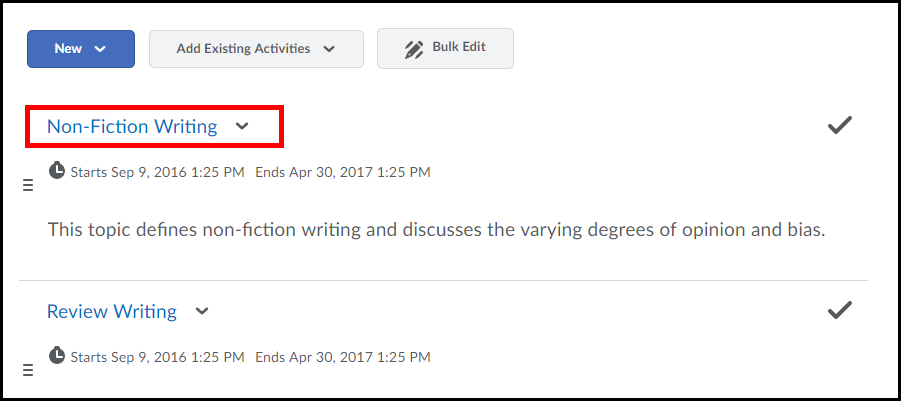 New
Add Existing Activities
Bulk Edit
Non-Fiction Writing
Starts Sep 9, 2016 1:25 PM Ends Apr 30, 2017 1:25 PM
This topic defines non-fiction writing and discusses the varying degrees of opinion and bias.
Review Writing
Starts Sep 9, 2016 1:25 PM Ends Apr 30, 2017 1:25 PM